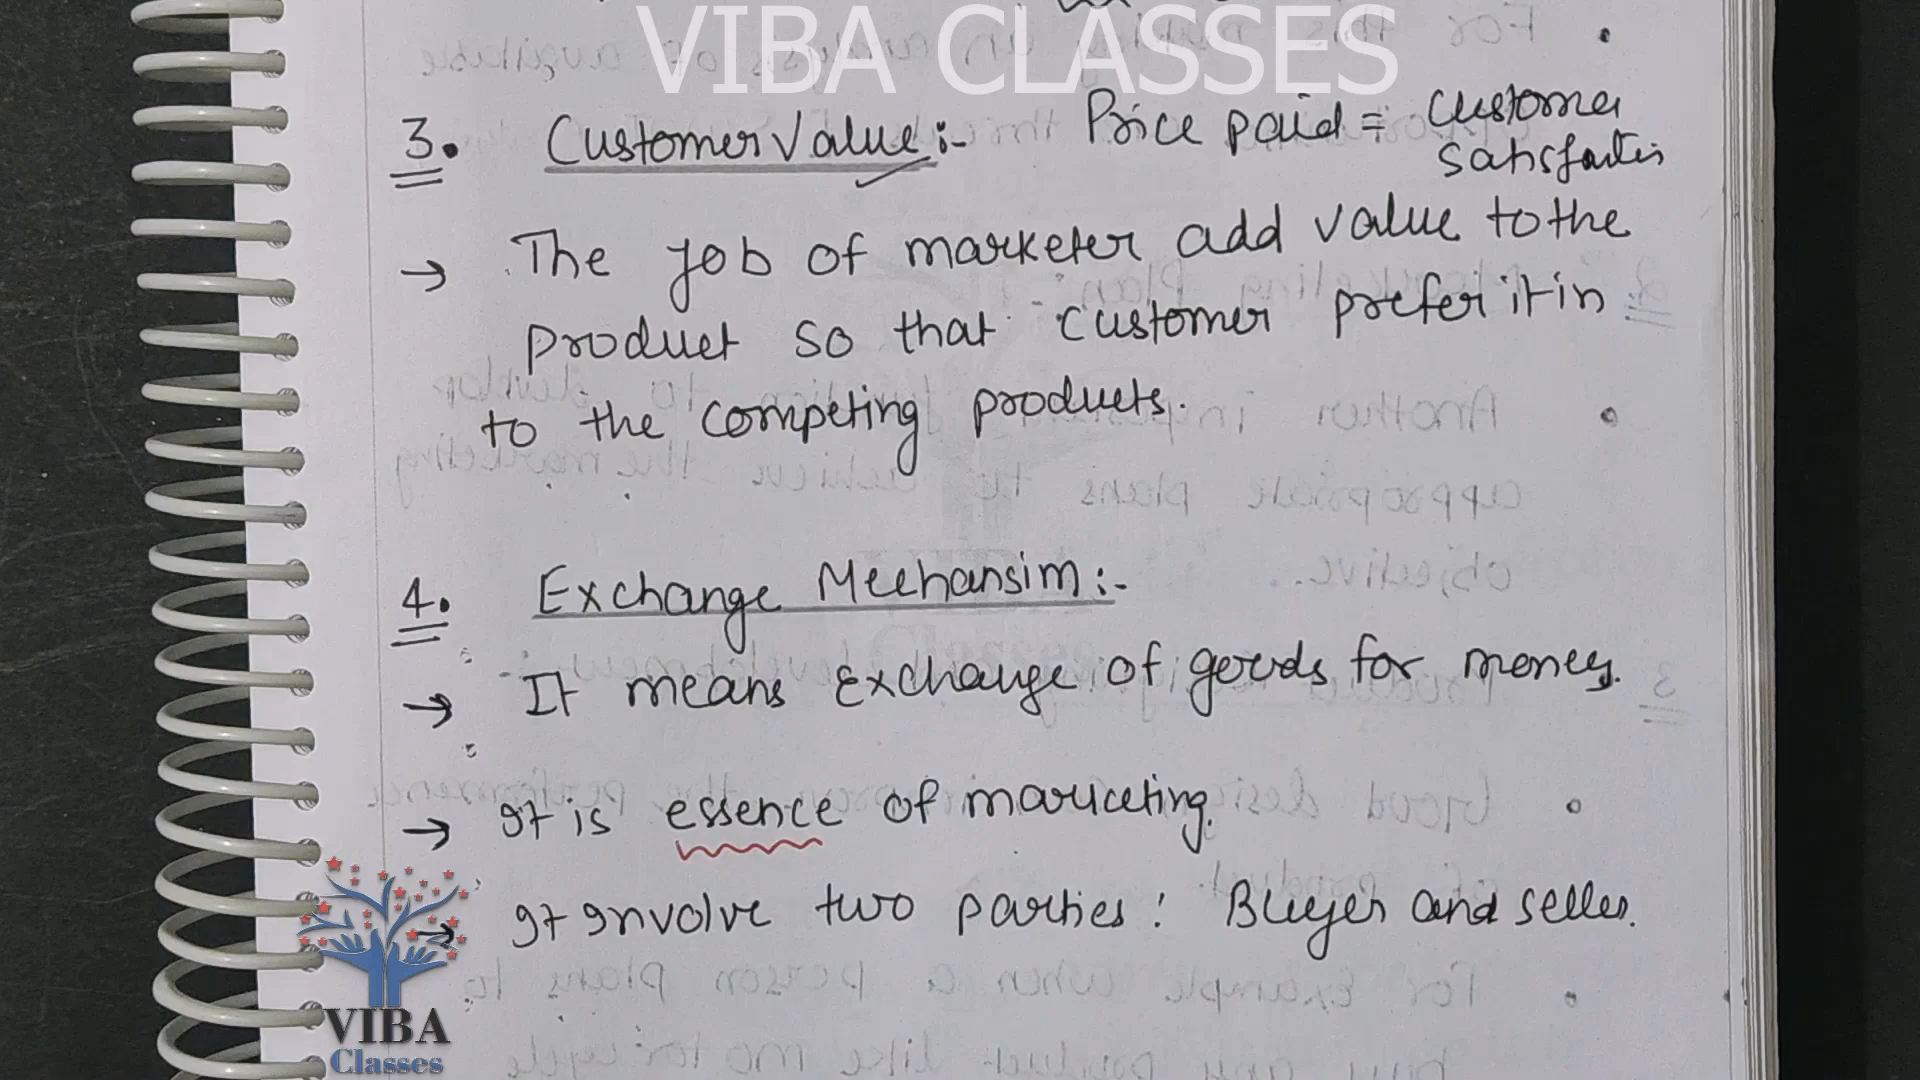 VIBA CLASSES
3. Customer Value :- Price paid = Customer
satisfaction
→ The job of marketer add value to the
product so that customer prefer it in
to the competing products.
4. Exchange Mechansim :-
→ It means Exchange of goods for money.
→ It is essence of marketing.
→ It Involve two parties : Buyer and seller.
VIBA
Classes